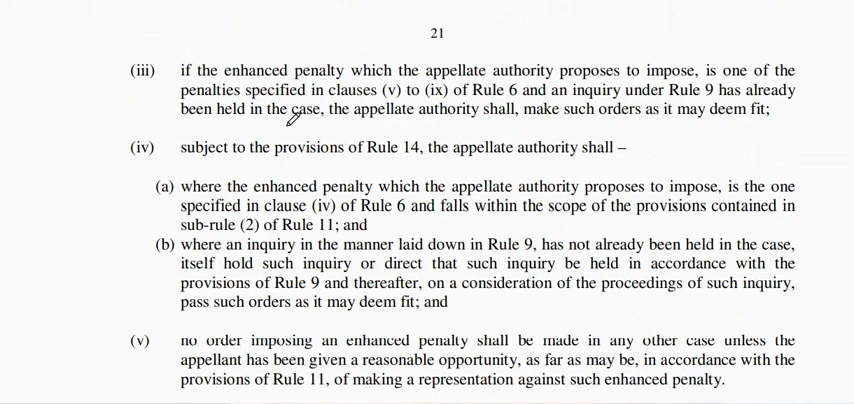 21
(iii) if the enhanced penalty which the appellate authority proposes to impose, is one of the
penalties specified in clauses (v) to (ix) of Rule 6 and an inquiry under Rule 9 has already
been held in the case, the appellate authority shall, make such orders as it may deem fit;
(iv) subject to the provisions of Rule 14, the appellate authority shall –
(a) where the enhanced penalty which the appellate authority proposes to impose, is the one
specified in clause (iv) of Rule 6 and falls within the scope of the provisions contained in
sub-rule (2) of Rule 11; and
(b) where an inquiry in the manner laid down in Rule 9, has not already been held in the case,
itself hold such inquiry or direct that such inquiry be held in accordance with the
provisions of Rule 9 and thereafter, on a consideration of the proceedings of such inquiry,
pass such orders as it may deem fit; and
(v) no order imposing an enhanced penalty shall be made in any other case unless the
appellant has been given a reasonable opportunity, as far as may be, in accordance with the
provisions of Rule 11, of making a representation against such enhanced penalty.